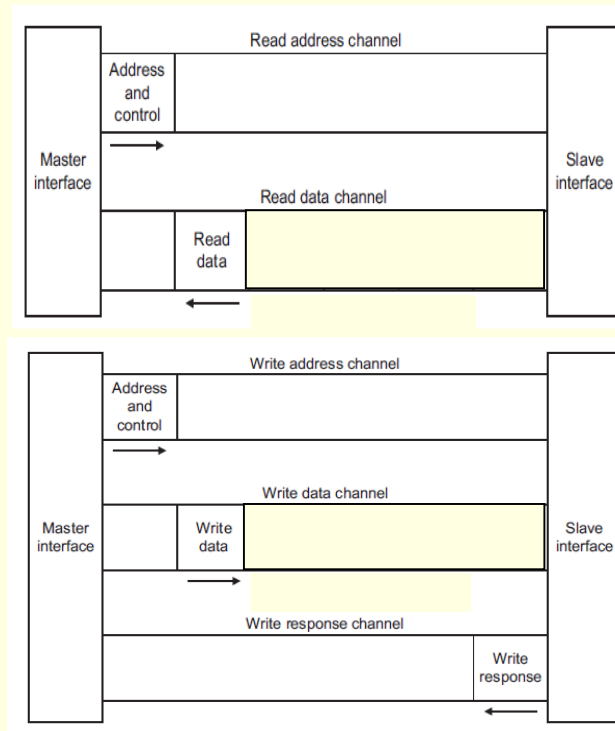 Read address channel
Address
and
control
Master
interface
Slave
interface
Read data channel
Read
data
Write address channel
Address
and
control
Write data channel
Master
interface
Write
data
Slave
interface
Write response channel
Write
response